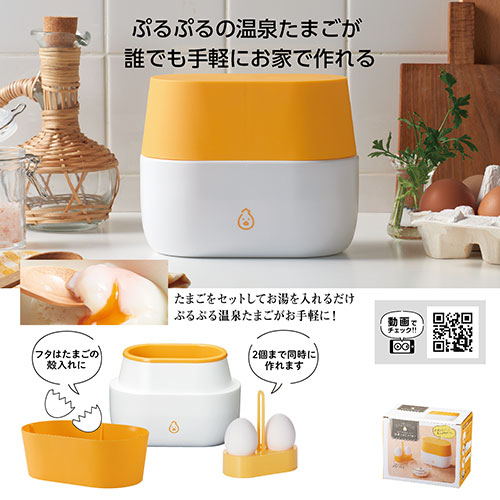 ぷるぷるの温泉たまごが
誰でも手軽にお家で作れる
たまごをセットしてお湯を入れるだけ
ぷるぷる温泉たまごがお手軽に!
動画で
チェック!!
フタはたまごの
殻入れに
2個まで同時に
作れます